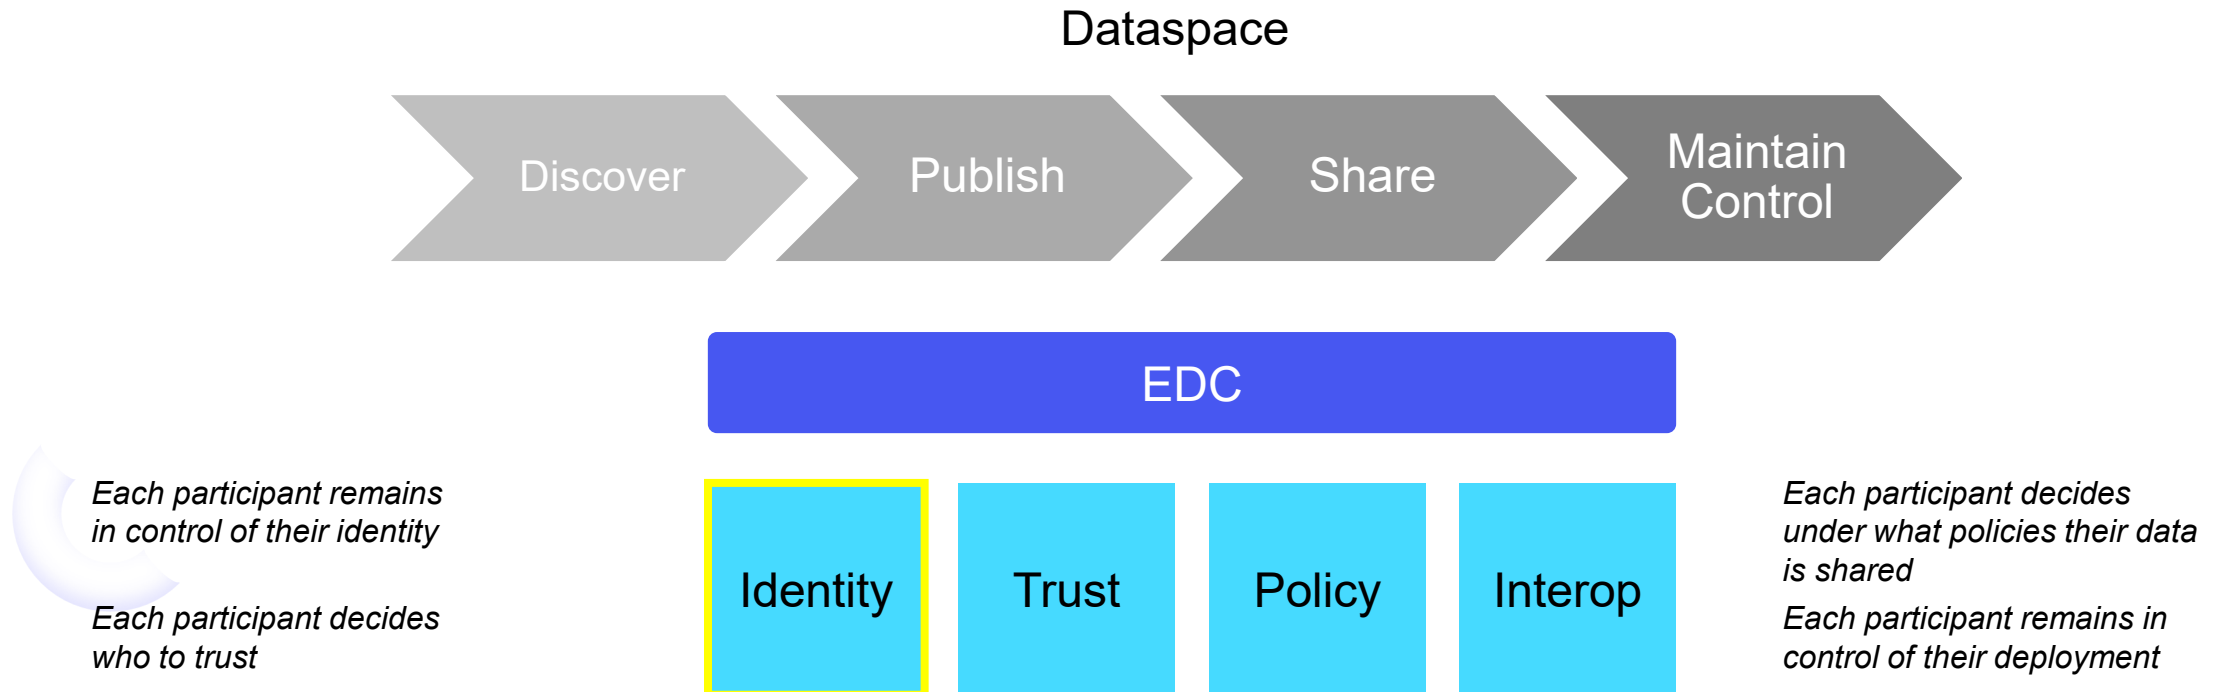 Dataspace
Discover
Publish
Share
Maintain
Control
EDC
Each participant remains
in control of their identity
Each participant decides
who to trust
Identity
Trust
Policy
Interop
Each participant decides
under what policies their data
is shared
Each participant remains in
control of their deployment